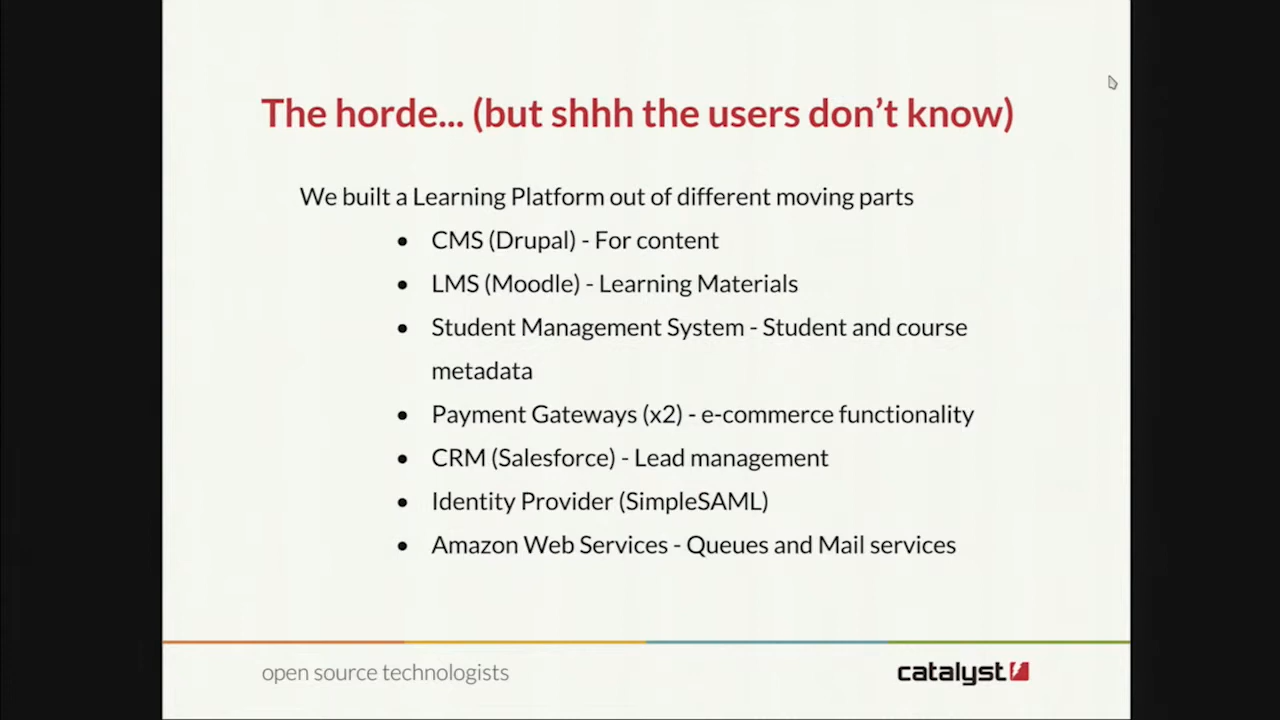 The horde... (but shhh the users don't know)
We built a Learning Platform out of different moving parts
● CMS (Drupal) - For content
● LMS (Moodle) - Learning Materials
● Student Management System - Student and course
metadata
● Payment Gateways (x2) - e-commerce functionality
● CRM (Salesforce) - Lead management
● Identity Provider (SimpleSAML)
● Amazon Web Services - Queues and Mail services
open source technologists
catalyst